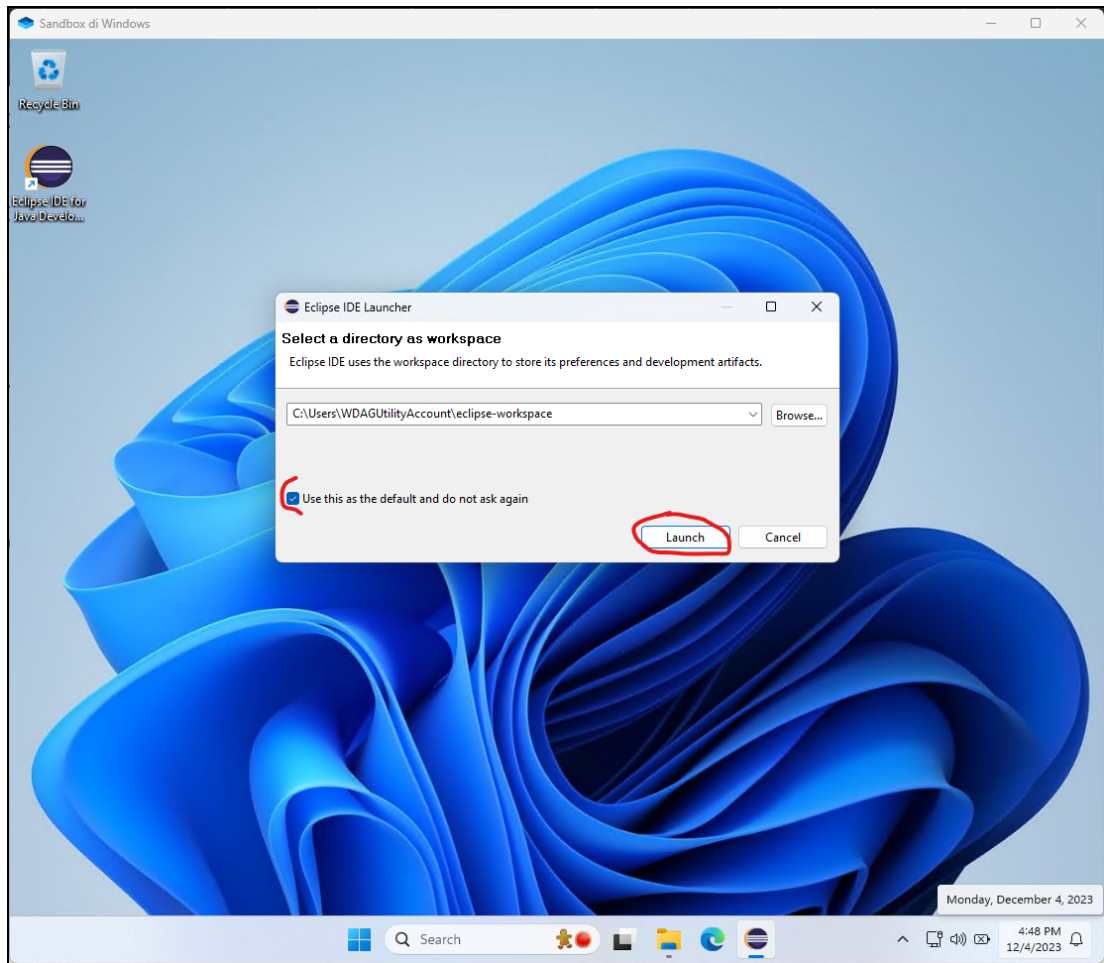 Sandbox di Windows
Recycle Bin
Eclipse IDE for
Java Develo...
Eclipse IDE Launcher
Select a directory as workspace
Eclipse IDE uses the workspace directory to store its preferences and development artifacts.
C:\Users\WDAGUtilityAccount\eclipse-workspace
Browse...
Use this as the default and do not ask again
Launch
Cancel
Monday, December 4, 2023
Search
4:48 PM
12/4/2023